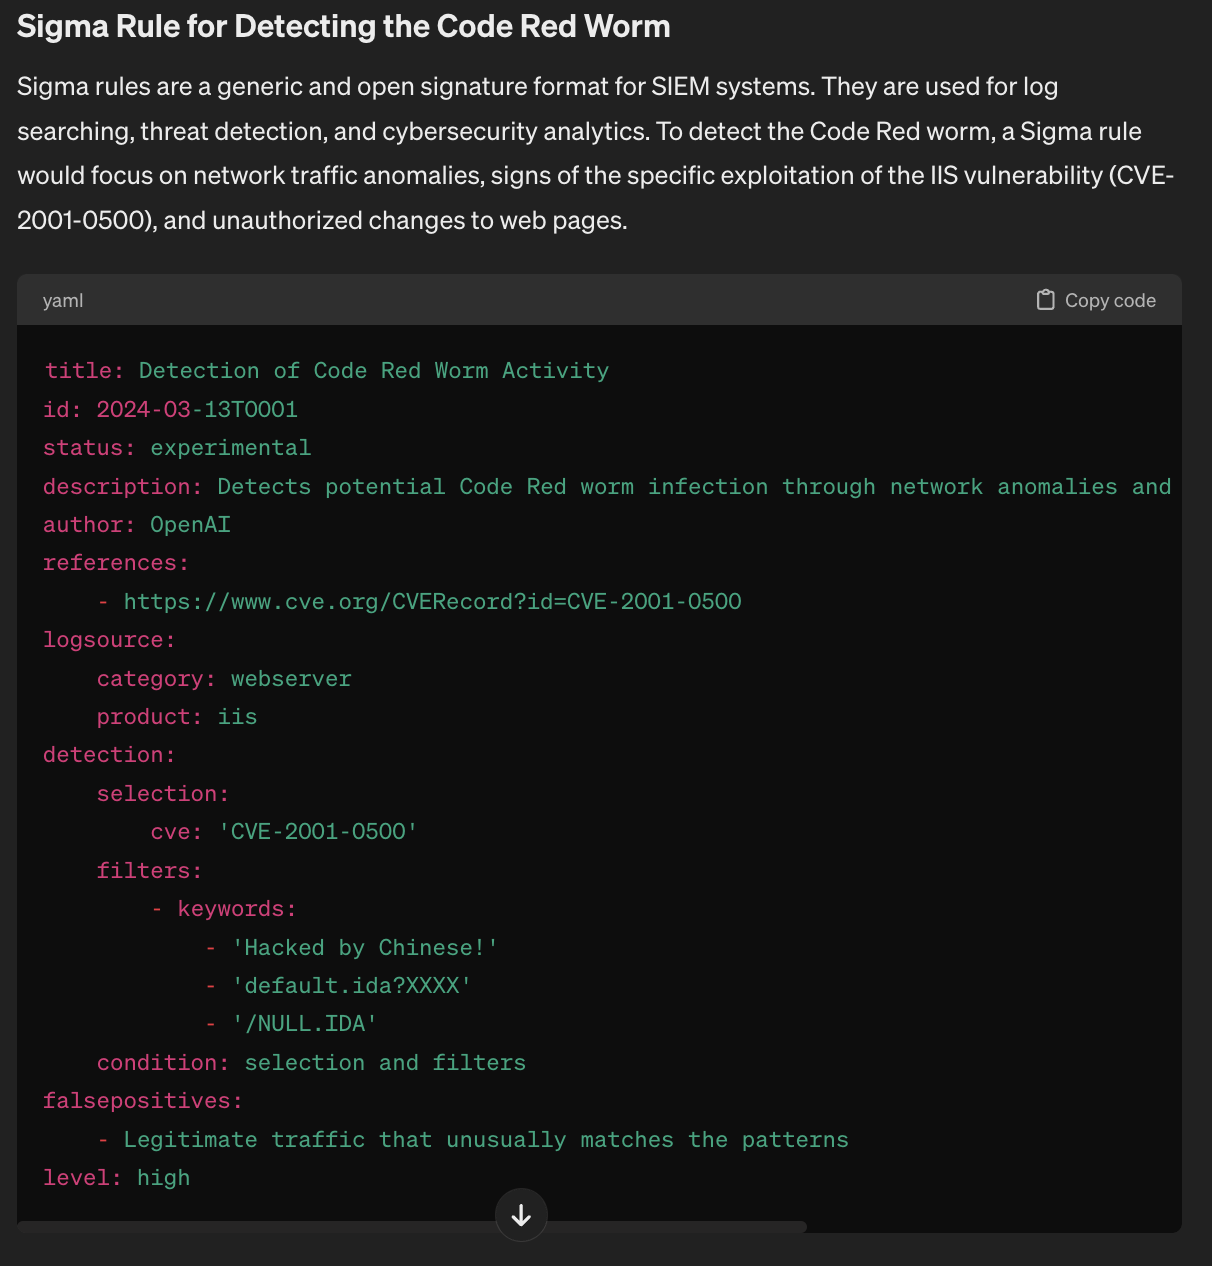 Sigma Rule for Detecting the Code Red Worm
Sigma rules are a generic and open signature format for SIEM systems. They are used for log
searching, threat detection, and cybersecurity analytics. To detect the Code Red worm, a Sigma rule
would focus on network traffic anomalies, signs of the specific exploitation of the IIS vulnerability (CVE-
2001-0500), and unauthorized changes to web pages.
yaml
Copy code
title: Detection of Code Red Worm Activity
id: 2024-03-13T0001
status: experimental
description: Detects potential Code Red worm infection through network anomalies and
author: OpenAI
references:
    - https://www.cve.org/CVERecord?id=CVE-2001-0500
logsource:
    category: webserver
    product: iis
detection:
    selection:
        cve: 'CVE-2001-0500'
    filters:
        - keywords:
            - 'Hacked by Chinese!'
            - 'default.ida?XXXX'
            - '/NULL.IDA'
    condition: selection and filters
falsepositives:
    - Legitimate traffic that unusually matches the patterns
level: high